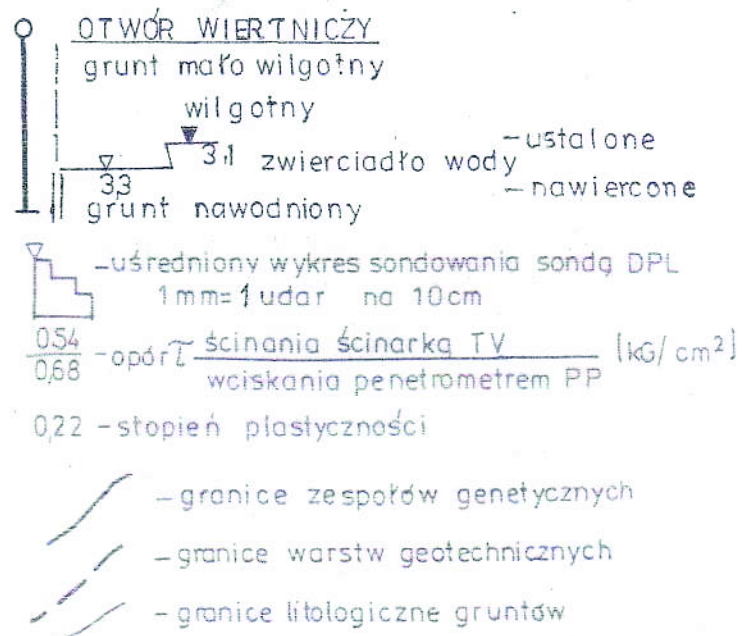 OTWÓR WIERTNICZY
grunt mało wilgotny
wilgotny
3,1 zwierciadło wody -ustalone
3,3 -nawiercone
grunt nawodniony
-uśredniony wykres sondowania sondą DPL
1mm=1udar na 10cm
0,54 ścinania ścinarką TV
-opór τ [kG/cm²]
0,68 wciskania penetrometrem PP
0,22 -stopień plastyczności
-granice zespołów genetycznych
-granice warstw geotechnicznych
-granice litologiczne gruntów